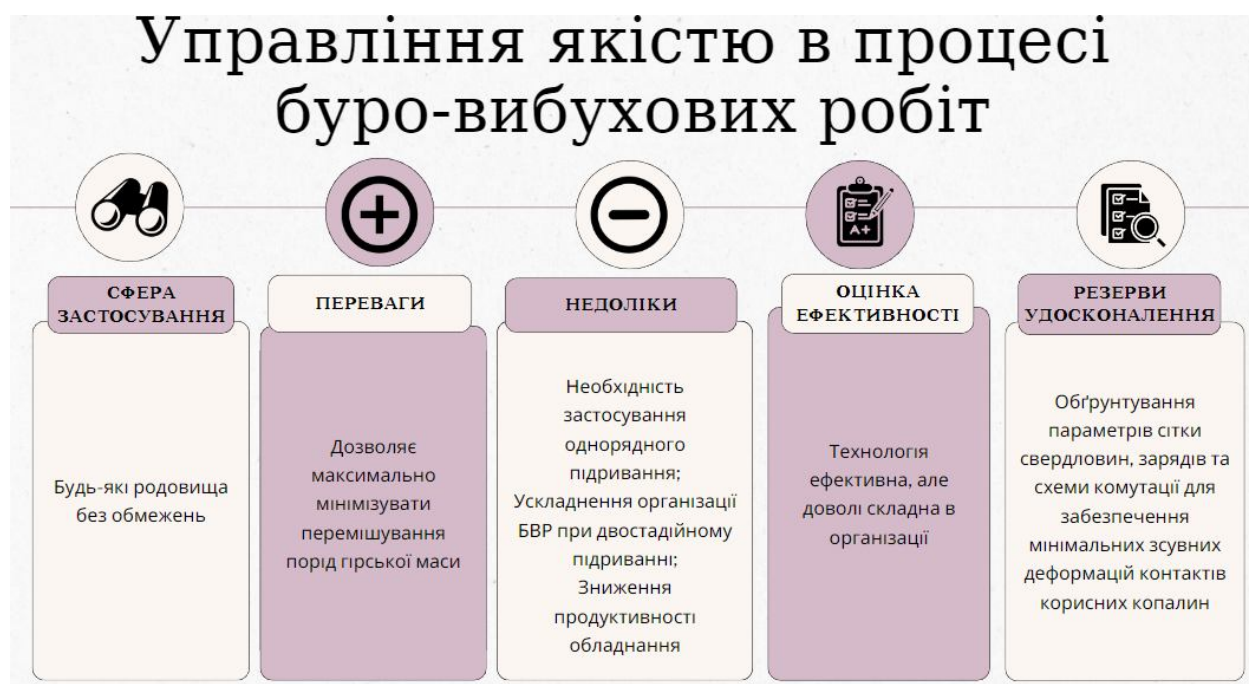 Управління якістю в процесі
буро-вибухових робіт
A+
СФЕРА
ЗАСТОСУВАННЯ
Будь-які родовища
без обмежень
ПЕРЕВАГИ
Дозволяє
максимально
мінімізувати
перемішування
порід гірської маси
НЕДОЛІКИ
Необхідність
застосування
однорядного
підривання;
Ускладнення організації
БВР при двостадійному
підриванні;
Зниження
продуктивності
обладнання
ОЦІНКА
ЕФЕКТИВНОСТІ
Технологія
ефективна, але
доволі складна в
організації
РЕЗЕРВИ
УДОСКОНАЛЕННЯ
Обґрунтування
параметрів сітки
свердловин, зарядів та
схеми комутації для
забезпечення
мінімальних зсувних
деформацій контактів
корисних копалин